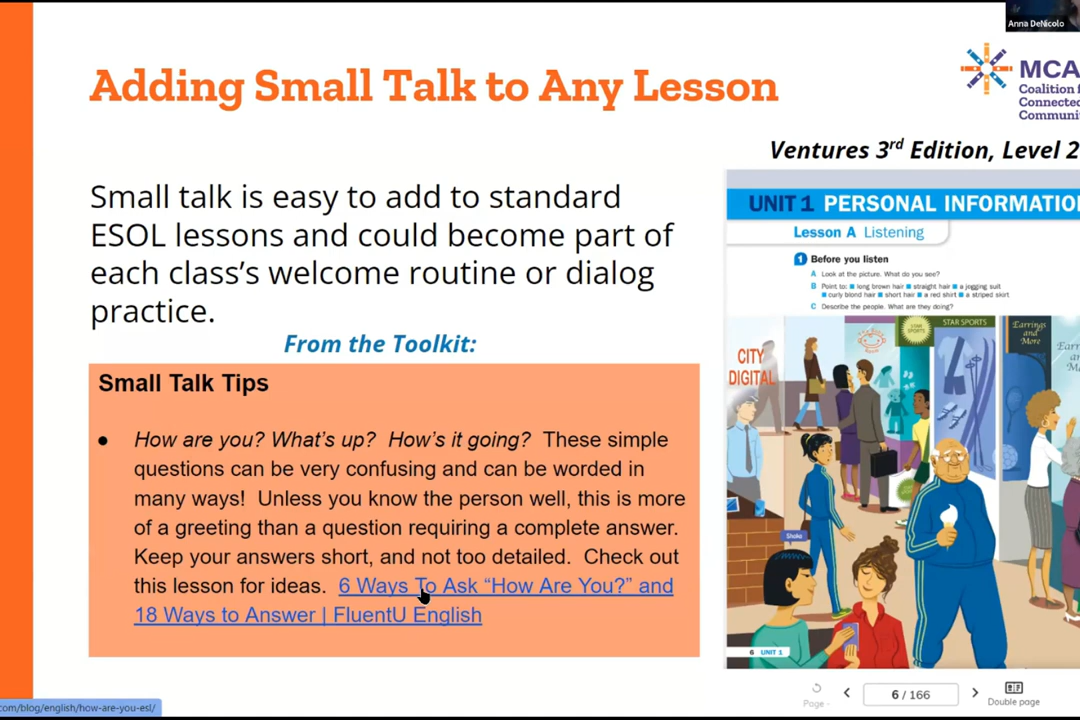 Anna DeNicolo
Adding Small Talk to Any Lesson
MCA
Coalition f
Connected
Communi
Ventures 3rd Edition, Level 2
Small talk is easy to add to standard
ESOL lessons and could become part of
each class's welcome routine or dialog
practice.
From the Toolkit:
Small Talk Tips
● How are you? What's up? How's it going? These simple
questions can be very confusing and can be worded in
many ways! Unless you know the person well, this is more
of a greeting than a question requiring a complete answer.
Keep your answers short, and not too detailed. Check out
this lesson for ideas. 6 Ways To Ask “How Are You?” and
18 Ways to Answer | FluentU English
UNIT 1 PERSONAL INFORMATIO
Lesson A Listening
1 Before you listen
A Look at the picture. What do you see?
B Point to: ■ long brown hair ■ straight hair ■ a jogging suit
■ curly blond hair ■ short hair ■ a red shirt ■ a striped skirt
C Describe the people. What are they doing?
CITY
DIGITAL
STAR
SPORTS
STAR SPORTS
Earrings
and
More
Earr
an
M
Shoko
6 UNIT 1
Page -
6 / 166
Double page
com/blog/english/how-are-you-esl/